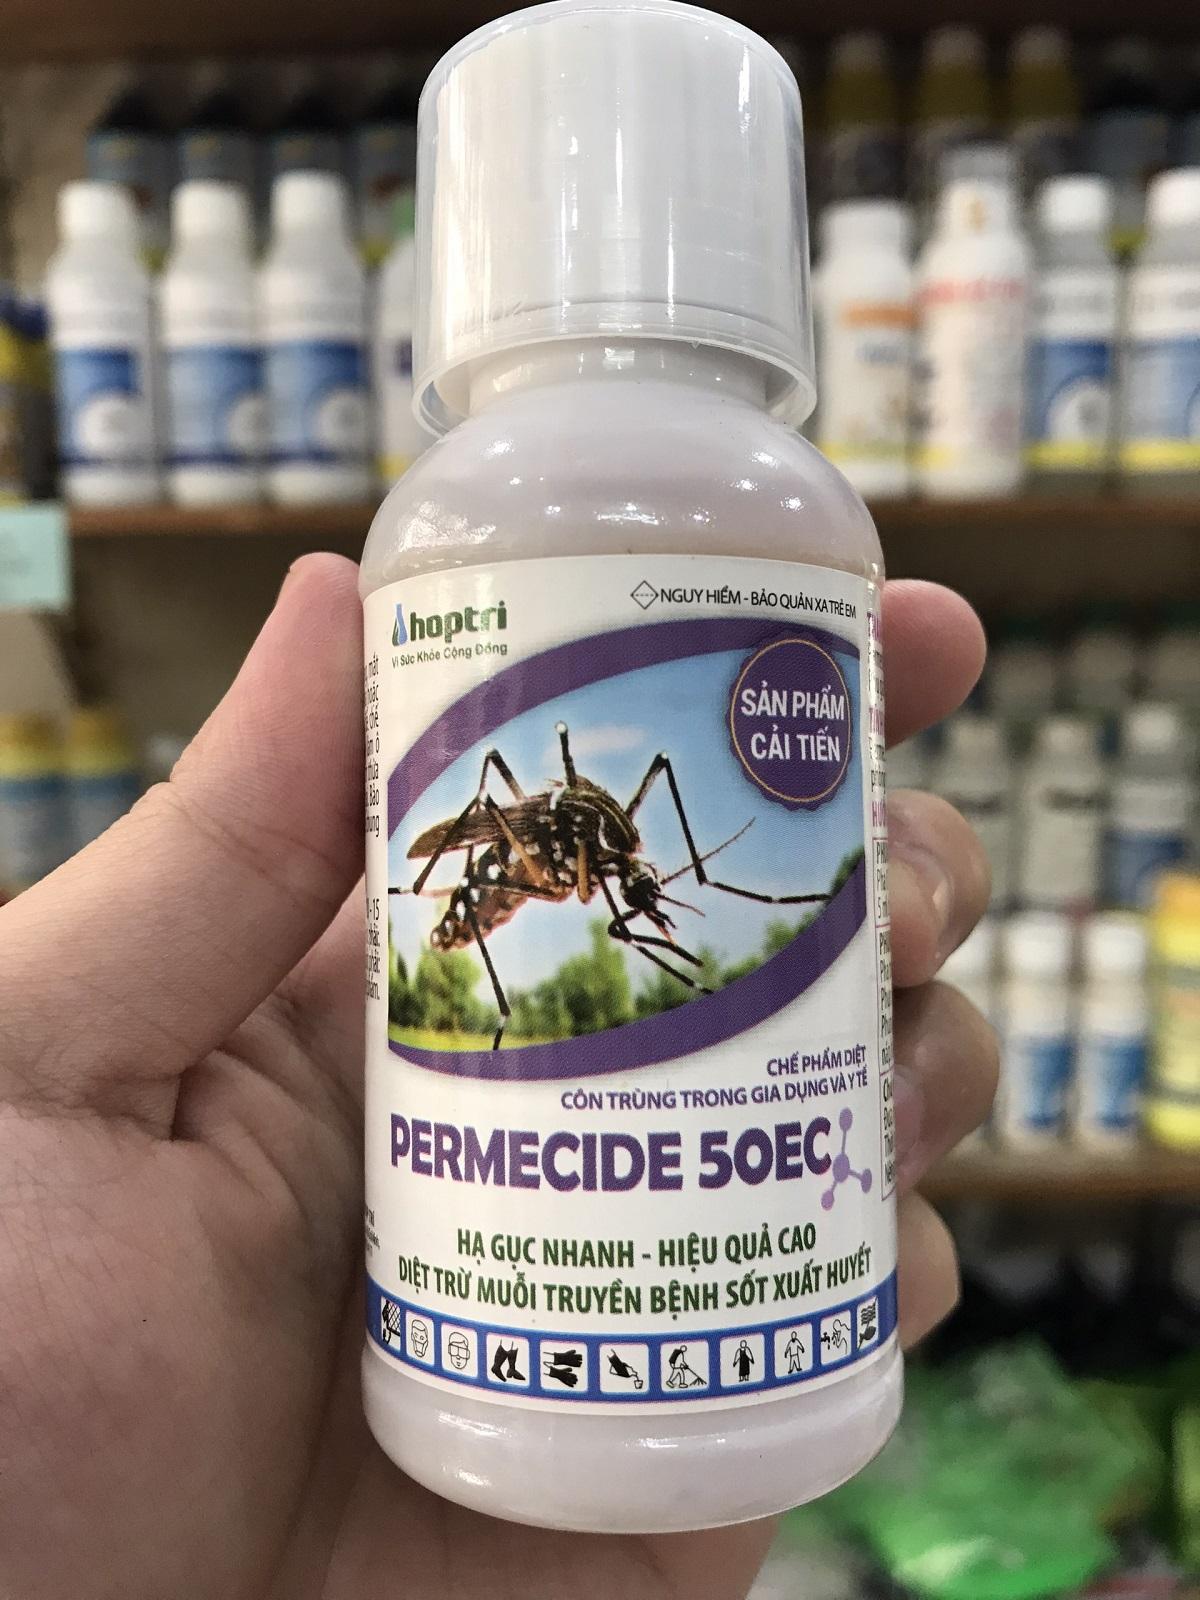 hoptri
Vì Sức Khỏe Cộng Đồng
NGUY HIỂM - BẢO QUẢN XA TRẺ EM
SẢN PHẨM
CẢI TIẾN
CHẾ PHẨM DIỆT
CÔN TRÙNG TRONG GIA DỤNG VÀ Y TẾ
PERMECIDE 50EC
HẠ GỤC NHANH - HIỆU QUẢ CAO
DIỆT TRỪ MUỖI TRUYỀN BỆNH SỐT XUẤT HUYẾT